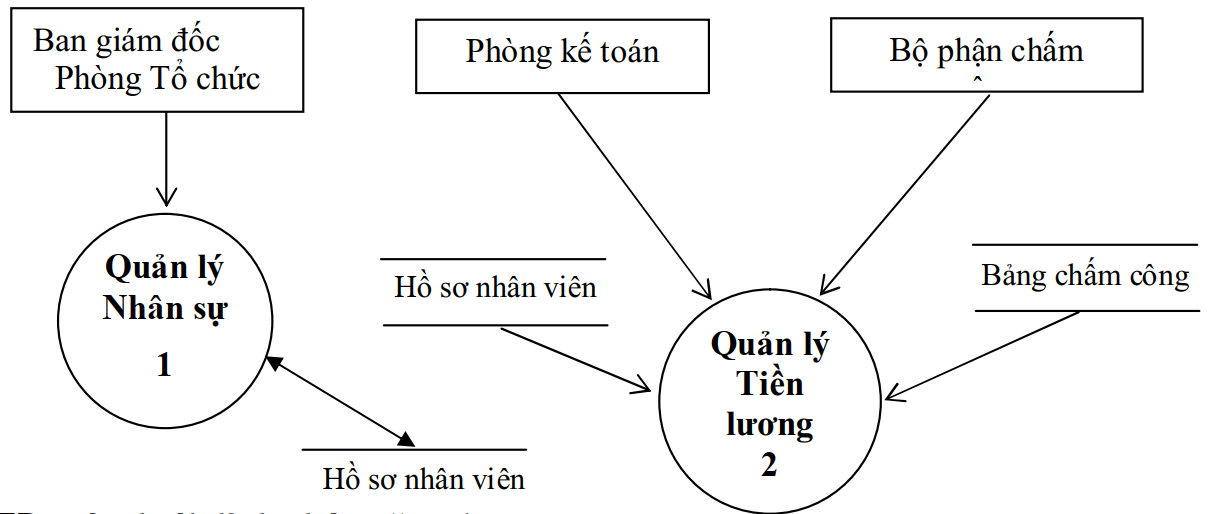 Ban giám đốc
Phòng Tổ chức
Phòng kế toán
Bộ phận chấm
Quản lý
Nhân sự
1
Hồ sơ nhân viên
Hồ sơ nhân viên
Bảng chấm công
Quản lý
Tiền
lương
2